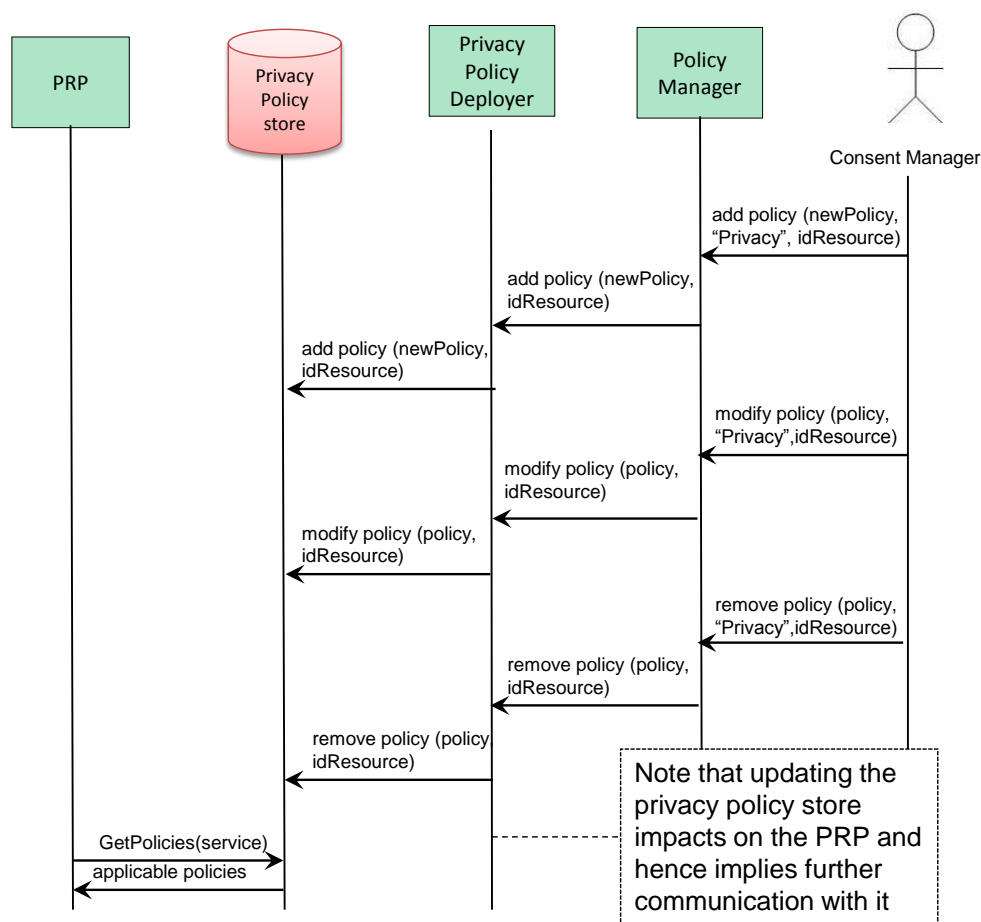 PRP
Privacy
Policy
store
Privacy
Policy
Deployer
Policy
Manager
Consent Manager
add policy (newPolicy,
“Privacy”, idResource)
add policy (newPolicy,
idResource)
add policy (newPolicy,
idResource)
modify policy (policy,
“Privacy”,idResource)
modify policy (policy,
idResource)
modify policy (policy,
idResource)
remove policy (policy,
“Privacy”,idResource)
remove policy (policy,
idResource)
remove policy (policy,
idResource)
Note that updating the
privacy policy store
impacts on the PRP and
hence implies further
communication with it
GetPolicies(service)
applicable policies